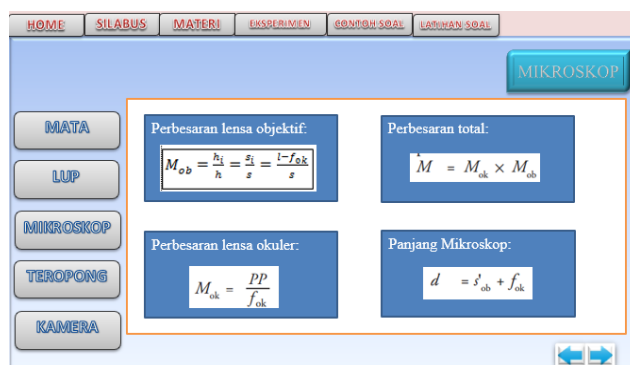 HOME SILABUS MATERI EKSPERIMEN CONTOH SOAL LATIHAN SOAL
MIKROSKOP
MATA
LUP
MIKROSKOP
TEROPONG
KAMERA
Perbesaran lensa objektif:
M_ob = h_i/h = s_i/s = (l−f_ok)/s
Perbesaran total:
M = M_ok × M_ob
Perbesaran lensa okuler:
M_ok = PP/f_ok
Panjang Mikroskop:
d = s'_ob + f_ok